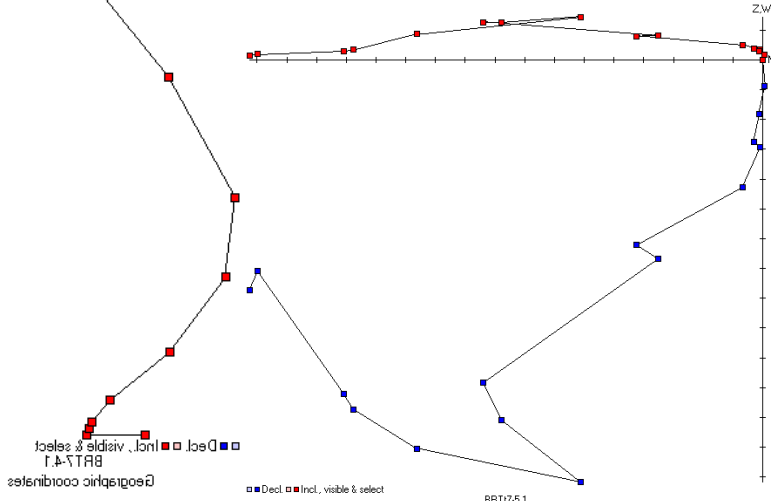 Z,W
Decl. Incl., visible & select
BRT7-4.1
Geographic coordinates
Decl. Incl., visible & select